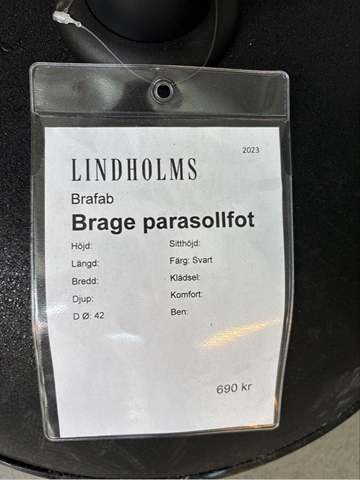 2023
LINDHOLMS
Brafab
Brage parasollfot
Höjd: Sitthöjd:
Längd: Färg: Svart
Bredd: Klädsel:
Djup: Komfort:
D Ø: 42 Ben:
690 kr